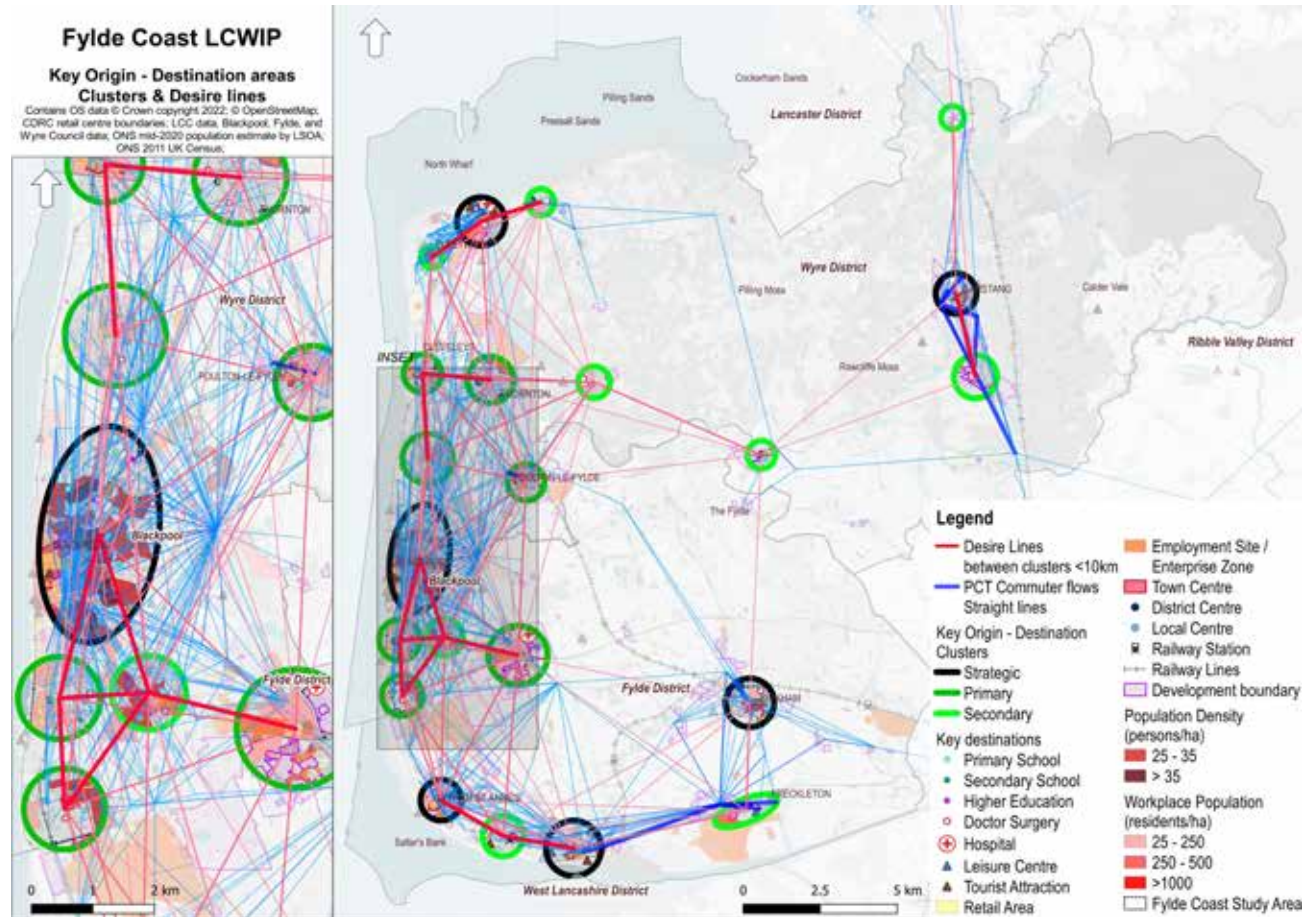 Fylde Coast LCWIP
Key Origin - Destination areas
Clusters & Desire lines
Contains OS data © Crown copyright 2022; © OpenStreetMap;
CDRC retail centre boundaries; LCC data, Blackpool, Fylde, and
Wyre Council data; ONS mid-2020 population estimate by LSOA;
ONS 2011 UK Census;
THORNTON
Wyre District
POULTON-LE-FYLDE
Blackpool
Fylde District
0 1 2 km
Cockerham Sands
Pilling Sands
Lancaster District
Preesall Sands
North Wharf
Wyre District
Pilling Moss
Calder Vale
Ribble Valley District
INSET
Rawcliffe Moss
THORNTON
POULTON-LE-FYLDE
The Fylde
Blackpool
Fylde District
Salter's Bank
West Lancashire District
0 2.5 5 km
Legend
Desire Lines
between clusters <10km
PCT Commuter flows
Straight lines
Key Origin - Destination
Clusters
Strategic
Primary
Secondary
Key destinations
Primary School
Secondary School
Higher Education
Doctor Surgery
Hospital
Leisure Centre
Tourist Attraction
Retail Area
Employment Site /
Enterprise Zone
Town Centre
District Centre
Local Centre
Railway Station
Railway Lines
Development boundary
Population Density
(persons/ha)
25 - 35
> 35
Workplace Population
(residents/ha)
25 - 250
250 - 500
>1000
Fylde Coast Study Area